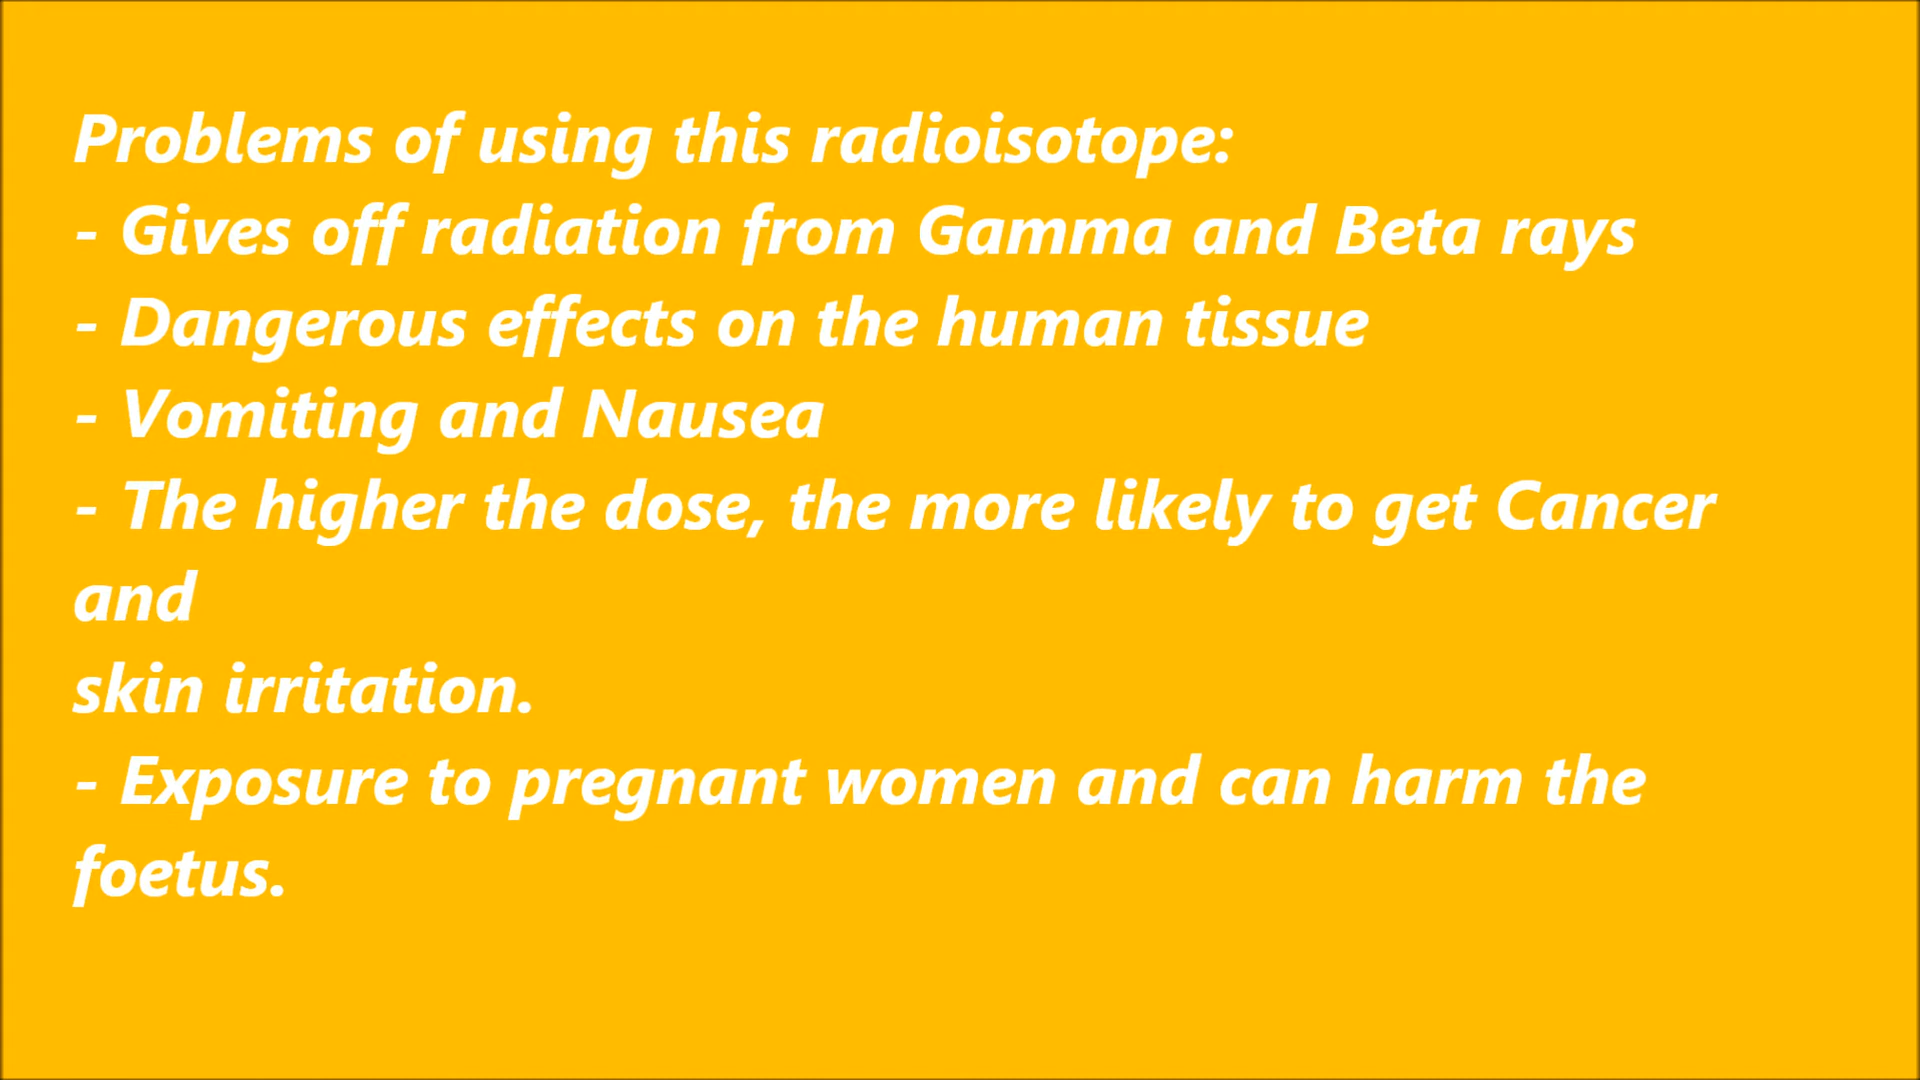 Problems of using this radioisotope:
- Gives off radiation from Gamma and Beta rays
- Dangerous effects on the human tissue
- Vomiting and Nausea
- The higher the dose, the more likely to get Cancer
and
skin irritation.
- Exposure to pregnant women and can harm the
foetus.